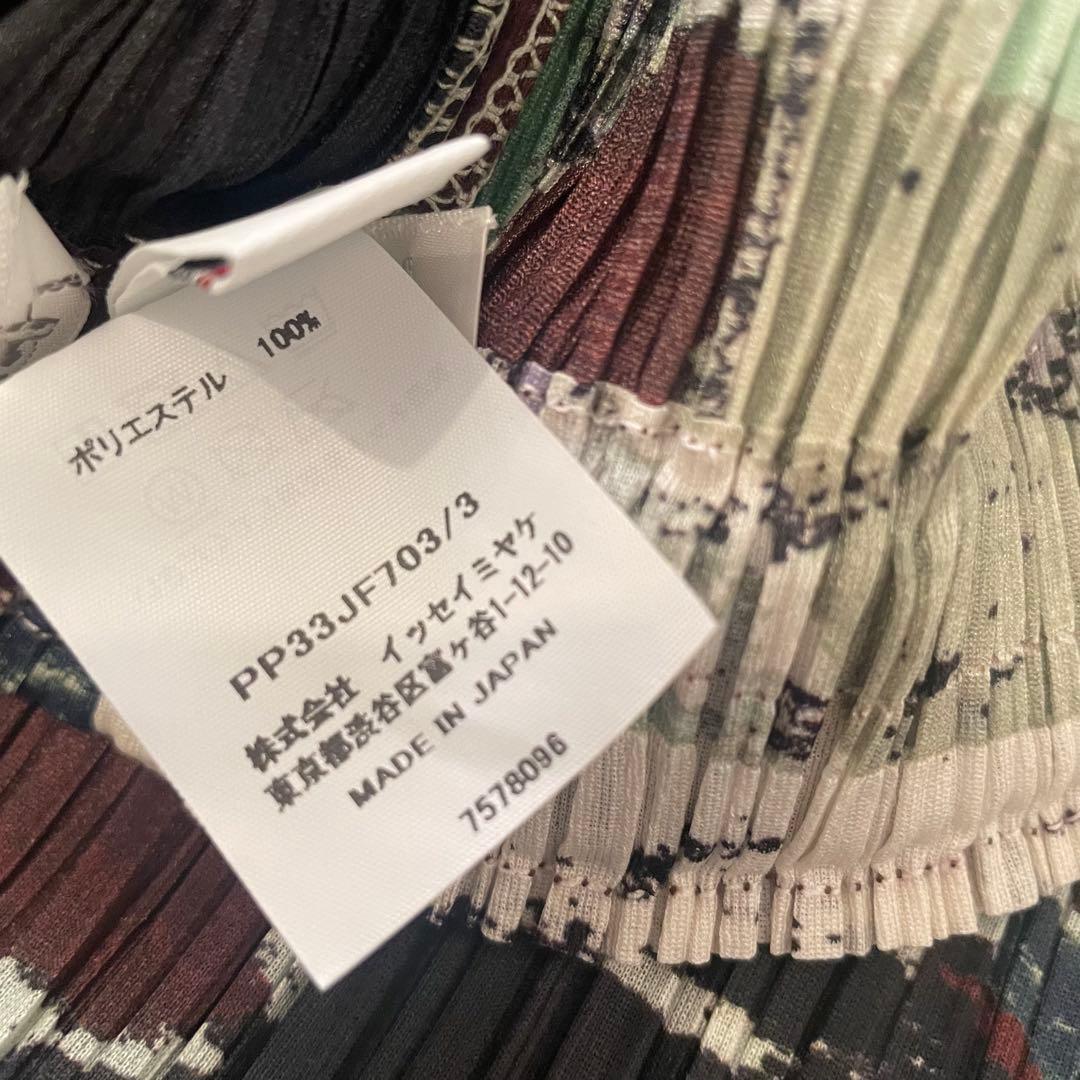 ポリエステル 100%
PP33JF703/3
株式会社 イッセイミヤケ
東京都渋谷区富ヶ谷1-12-10
MADE IN JAPAN
7578096